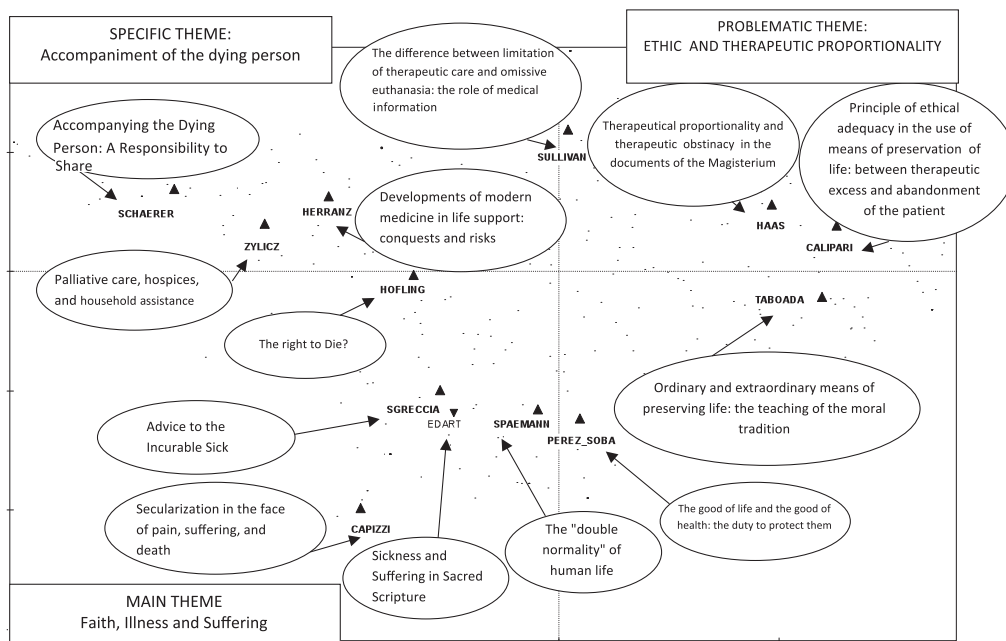 SPECIFIC THEME:
Accompaniment of the dying person
PROBLEMATIC THEME:
ETHIC AND THERAPEUTIC PROPORTIONALITY
The difference between limitation
of therapeutic care and omissive
euthanasia: the role of medical
information
Accompanying the Dying
Person: A Responsibility to
Share
Therapeutical proportionality and
therapeutic obstinacy in the
documents of the Magisterium
Principle of ethical
adequacy in the use of
means of preservation of
life: between therapeutic
excess and abandonment
of the patient
SULLIVAN
SCHAERER
HERRANZ
Developments of modern
medicine in life support:
conquests and risks
HAAS
CALIPARI
ZYLICZ
Palliative care, hospices,
and household assistance
HOFLING
TABOADA
The right to Die?
Ordinary and extraordinary means of
preserving life: the teaching of the moral
tradition
SGRECCIA
EDART
SPAEMANN
PEREZ_SOBA
Advice to the
Incurable Sick
Secularization in the face
of pain, suffering, and
death
CAPIZZI
The good of life and the good of
health: the duty to protect them
The "double
normality" of
human life
Sickness and
Suffering in Sacred
Scripture
MAIN THEME
Faith, Illness and Suffering